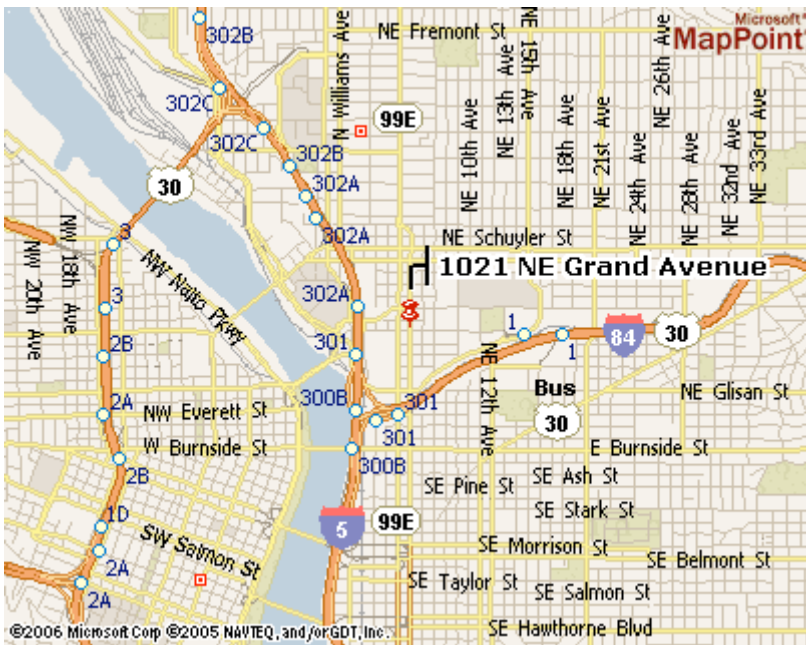 Microsoft®
MapPoint®
302B
NE Fremont St
N Williams Ave
NE 15th Ave
NE 26th Ave
302C
99E
NE 10th Ave
NE 13th Ave
NE 18th Ave
NE 21st Ave
NE 24th Ave
NE 28th Ave
NE 32nd Ave
NE 33rd Ave
302C
302B
30
302A
302A
NE Schuyler St
3
1021 NE Grand Avenue
NW 20th Ave
NW 18th Ave
NW Naito Pkwy
3
302A
1
84
30
1
2B
301
NE 12th Ave
Bus
30
NE Glisan St
2A
NW Everett St
300B
301
301
W Burnside St
E Burnside St
2B
300B
SE Pine St
SE Ash St
SE Stark St
1D
5
99E
SW Salmon St
SE Morrison St
SE Belmont St
2A
2A
SE Taylor St
SE Salmon St
SE Hawthorne Blvd
©2006 Microsoft Corp ©2005 NAVTEQ, and/or GDT, Inc.